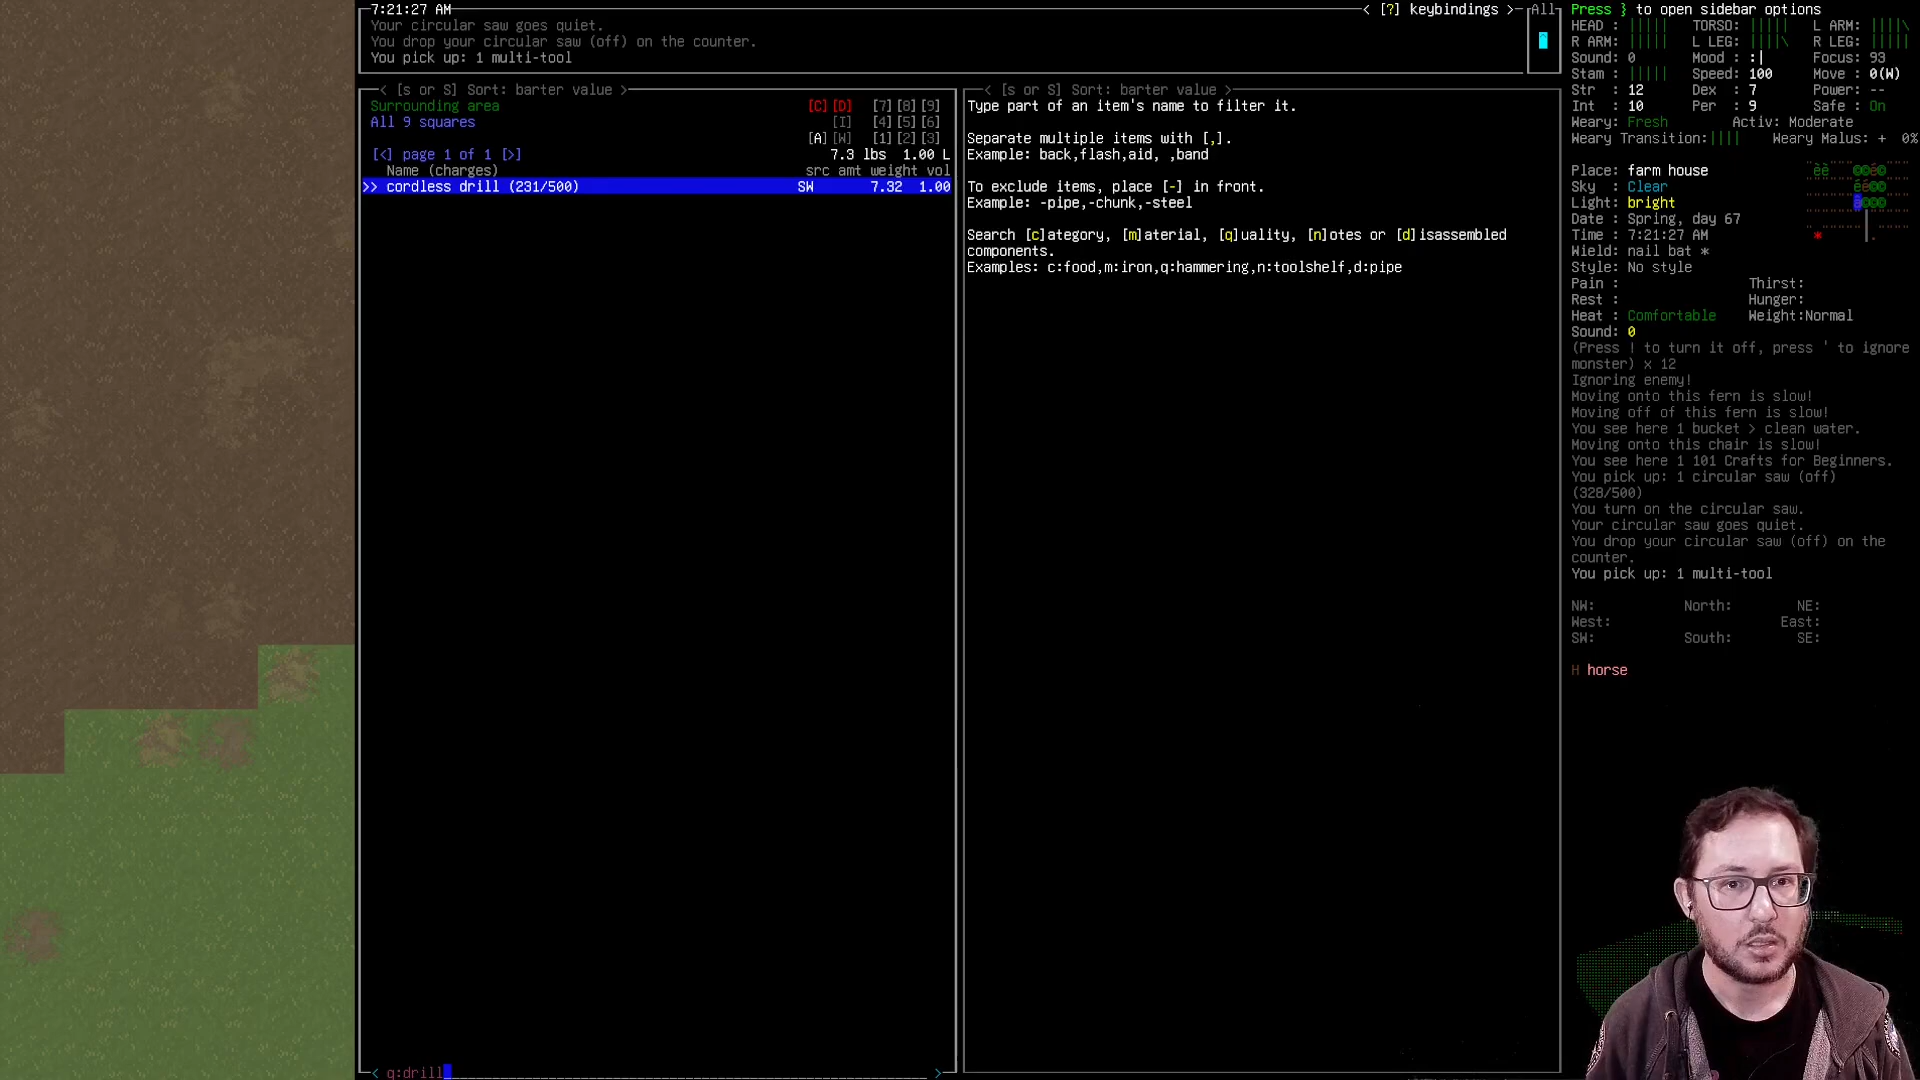 7:21:27 AM
< [?] keybindings >
All
Your circular saw goes quiet.
You drop your circular saw (off) on the counter.
You pick up: 1 multi-tool
< [s or S] Sort: barter value >
Surrounding area [C] [D] [7] [8] [9]
All 9 squares [I] [4] [5] [6]
[A] [W] [1] [2] [3]
[<] page 1 of 1 [>] 7.3 lbs 1.00 L
Name (charges) src amt weight vol
>> cordless drill (231/500) SW 7.32 1.00
< q:drill >
< [s or S] Sort: barter value >
Type part of an item's name to filter it.
Separate multiple items with [,].
Example: back,flash,aid, ,band
To exclude items, place [-] in front.
Example: -pipe,-chunk,-steel
Search [c]ategory, [m]aterial, [q]uality, [n]otes or [d]isassembled
components.
Examples: c:food,m:iron,q:hammering,n:toolshelf,d:pipe
Press } to open sidebar options
HEAD : ||||| TORSO: ||||| L ARM: ||||\
R ARM: ||||| L LEG: ||||\ R LEG: |||||
Sound: 0 Mood : :| Focus: 93
Stam : ||||| Speed: 100 Move : 0(W)
Str : 12 Dex : 7 Power: --
Int : 10 Per : 9 Safe : On
Weary: Fresh Activ: Moderate
Weary Transition:|||| Weary Malus: + 0%
Place: farm house
Sky : Clear
Light: bright
Date : Spring, day 67
Time : 7:21:27 AM
Wield: nail bat *
Style: No style
Pain : Thirst:
Rest : Hunger:
Heat : Comfortable Weight:Normal
Sound: 0
(Press ! to turn it off, press ' to ignore
monster) x 12
Ignoring enemy!
Moving onto this fern is slow!
Moving off of this fern is slow!
You see here 1 bucket > clean water.
Moving onto this chair is slow!
You see here 1 101 Crafts for Beginners.
You pick up: 1 circular saw (off)
(328/500)
You turn on the circular saw.
Your circular saw goes quiet.
You drop your circular saw (off) on the
counter.
You pick up: 1 multi-tool
NW: North: NE:
West: East:
SW: South: SE:
H horse